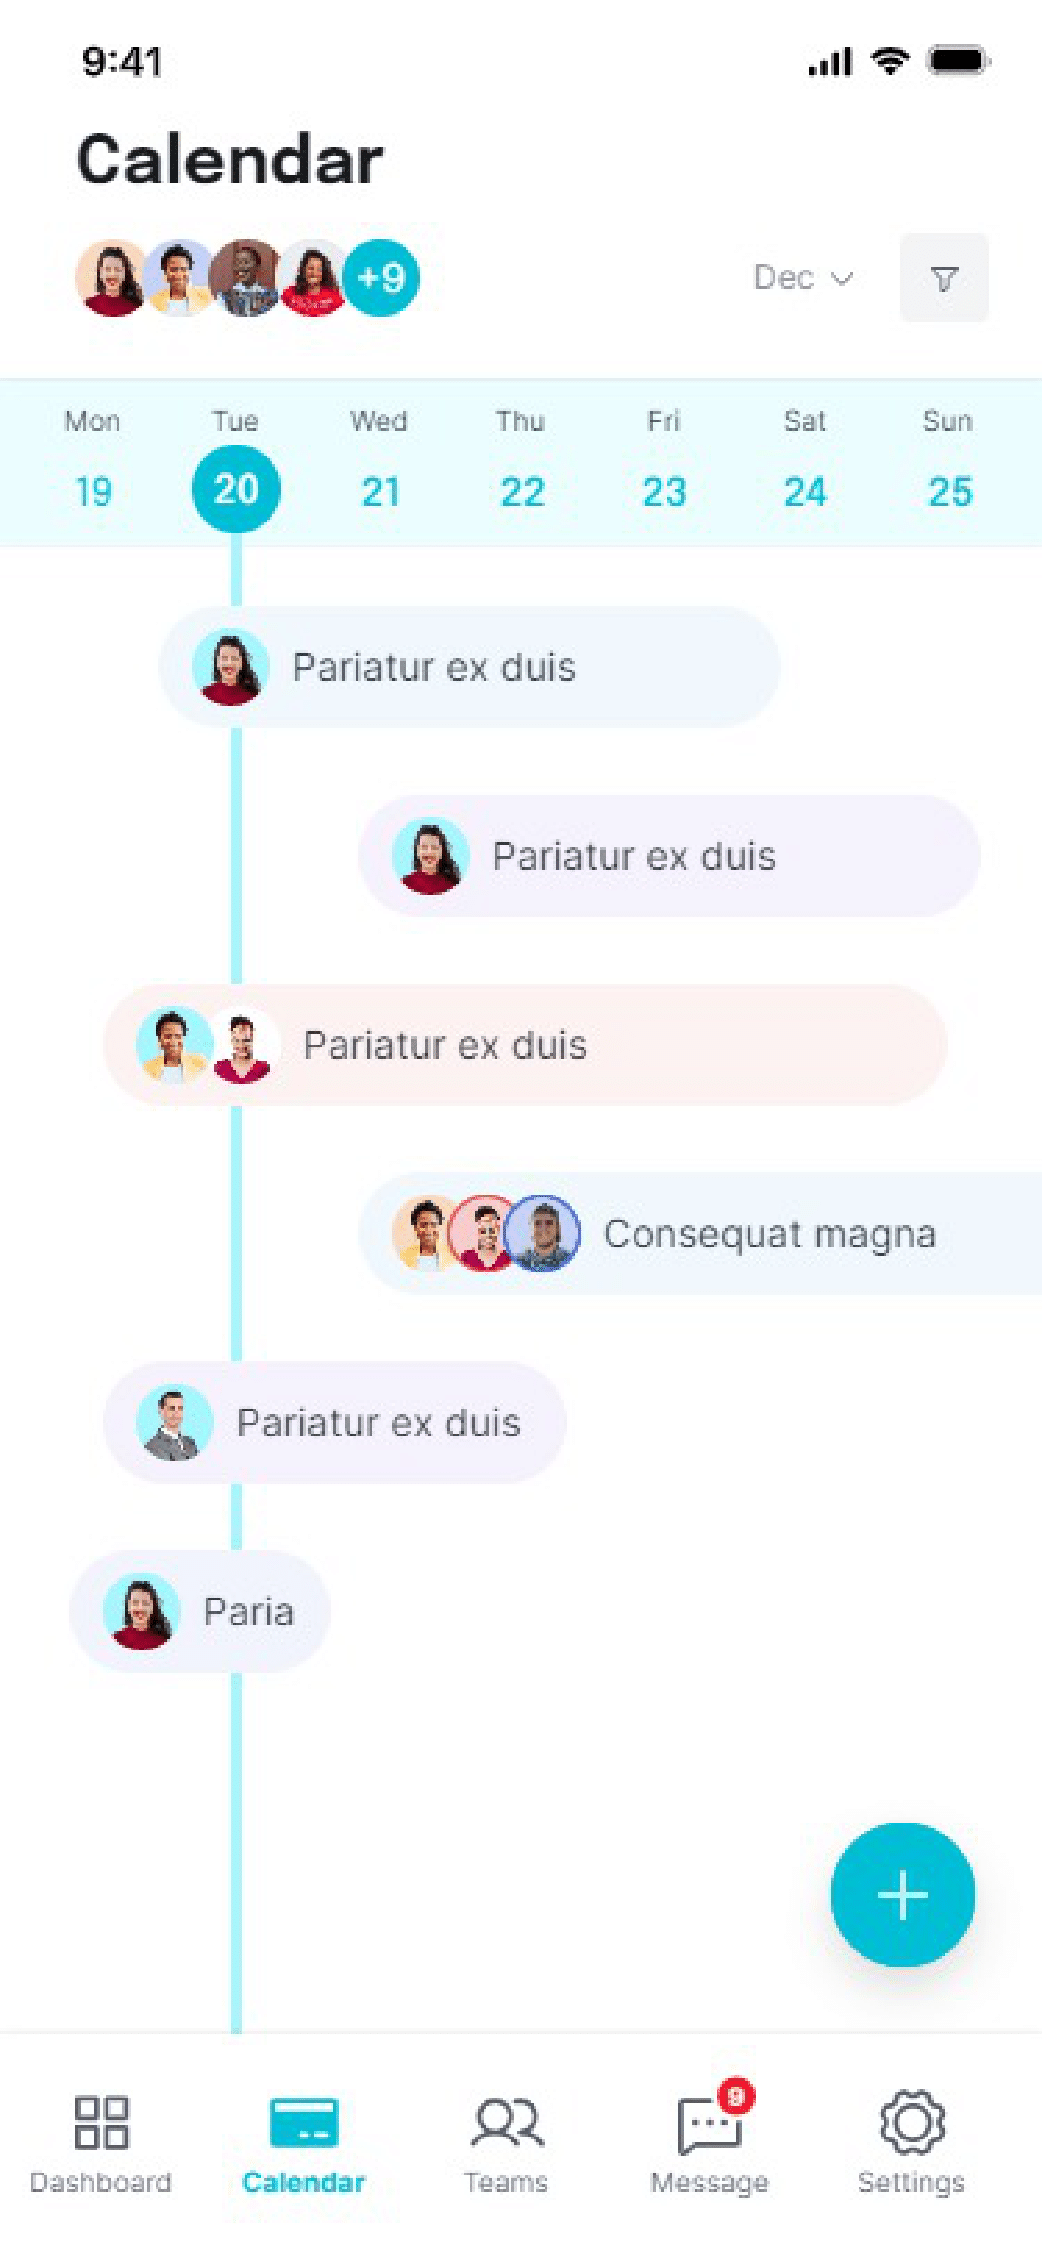 9:41
Calendar
+9
Dec
Mon Tue Wed Thu Fri Sat Sun
19 20 21 22 23 24 25
Pariatur ex duis
Pariatur ex duis
Pariatur ex duis
Consequat magna
Pariatur ex duis
Paria
9
Dashboard Calendar Teams Message Settings